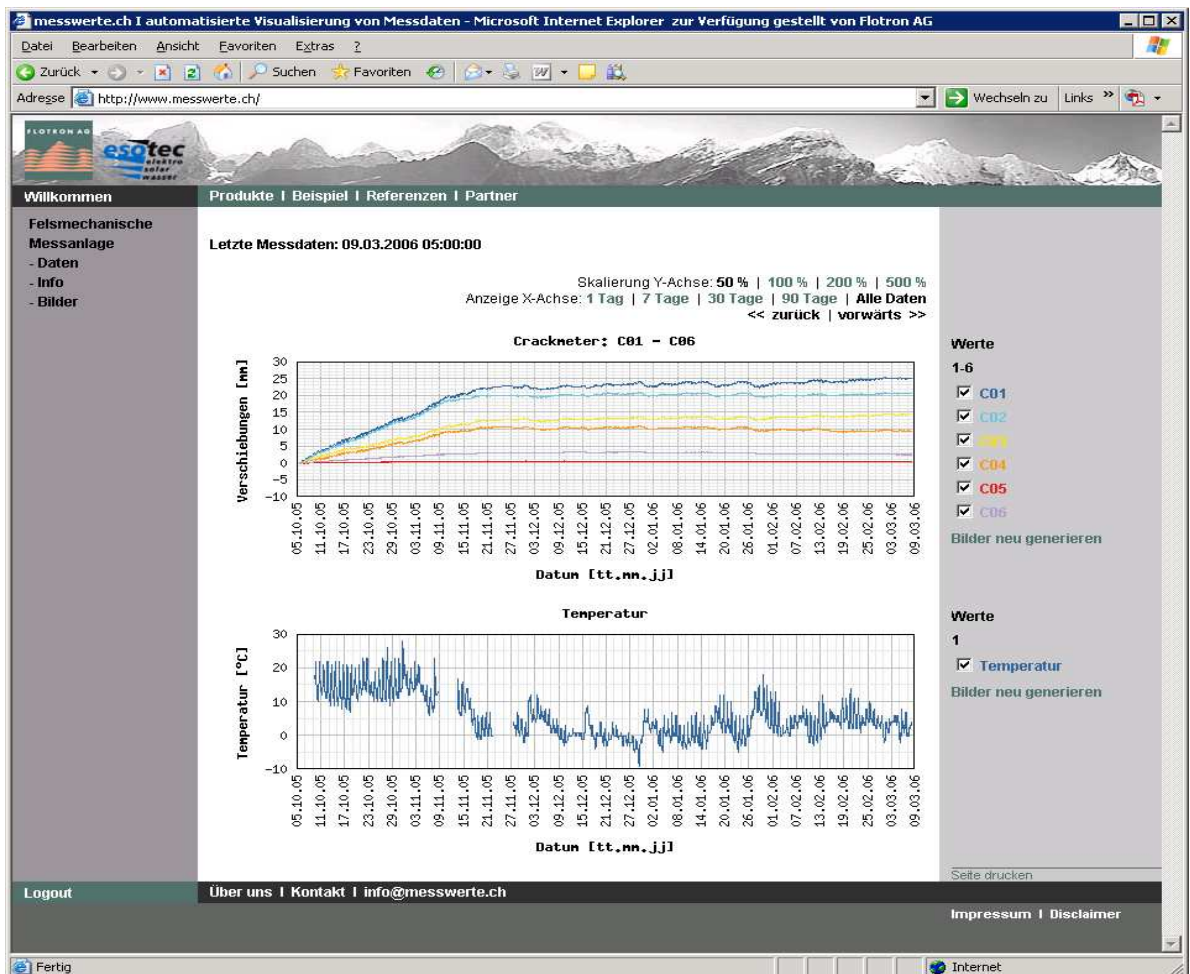 messwerte.ch I automatisierte Visualisierung von Messdaten - Microsoft Internet Explorer zur Verfügung gestellt von Flotron AG
Datei Bearbeiten Ansicht Favoriten Extras ?
Zurück Suchen Favoriten
Adresse http://www.messwerte.ch/ Wechseln zu Links »
FLOTRON AG
esotec
elektro
solar
wasser
Willkommen Produkte I Beispiel I Referenzen I Partner
Felsmechanische
Messanlage
- Daten
- Info
- Bilder
Letzte Messdaten: 09.03.2006 05:00:00
Skalierung Y-Achse: 50 % | 100 % | 200 % | 500 %
Anzeige X-Achse: 1 Tag | 7 Tage | 30 Tage | 90 Tage | Alle Daten
<< zurück | vorwärts >>
Crackmeter: C01 - C06
Verschiebungen [mm]
30
25
20
15
10
5
0
-5
-10
05.10.05 11.10.05 17.10.05 23.10.05 29.10.05 03.11.05 09.11.05 15.11.05 21.11.05 27.11.05 03.12.05 09.12.05 15.12.05 21.12.05 27.12.05 02.01.06 08.01.06 14.01.06 20.01.06 26.01.06 01.02.06 07.02.06 13.02.06 19.02.06 25.02.06 03.03.06 09.03.06
Datum [tt.mm.jj]
Werte
1-6
C01
C02
C03
C04
C05
C06
Bilder neu generieren
Temperatur
Temperatur [°C]
30
20
10
0
-10
05.10.05 11.10.05 17.10.05 23.10.05 29.10.05 03.11.05 09.11.05 15.11.05 21.11.05 27.11.05 03.12.05 09.12.05 15.12.05 21.12.05 27.12.05 02.01.06 08.01.06 14.01.06 20.01.06 26.01.06 01.02.06 07.02.06 13.02.06 19.02.06 25.02.06 03.03.06 09.03.06
Datum [tt.mm.jj]
Werte
1
Temperatur
Bilder neu generieren
Seite drucken
Logout Über uns I Kontakt I info@messwerte.ch
Impressum I Disclaimer
Fertig Internet